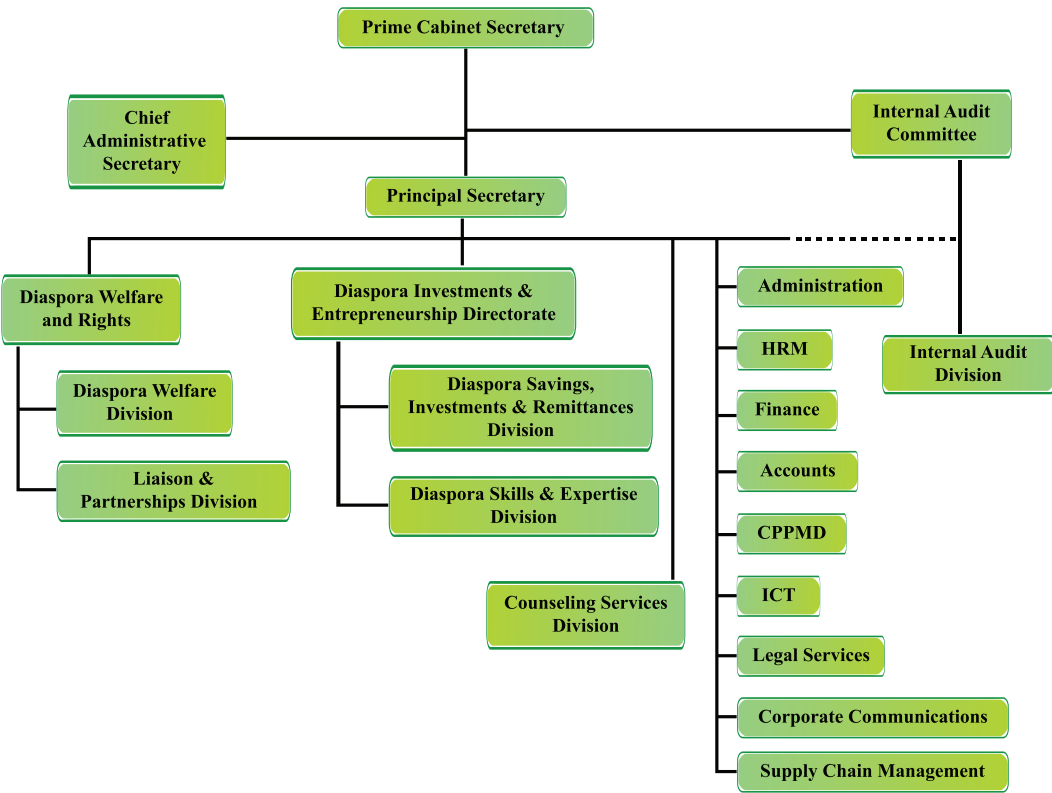 Prime Cabinet Secretary
Chief
Administrative
Secretary
Internal Audit
Committee
Principal Secretary
Diaspora Welfare
and Rights
Diaspora Welfare
Division
Liaison &
Partnerships Division
Diaspora Investments &
Entrepreneurship Directorate
Diaspora Savings,
Investments & Remittances
Division
Diaspora Skills & Expertise
Division
Counseling Services
Division
Administration
HRM
Finance
Accounts
CPPMD
ICT
Legal Services
Corporate Communications
Supply Chain Management
Internal Audit
Division